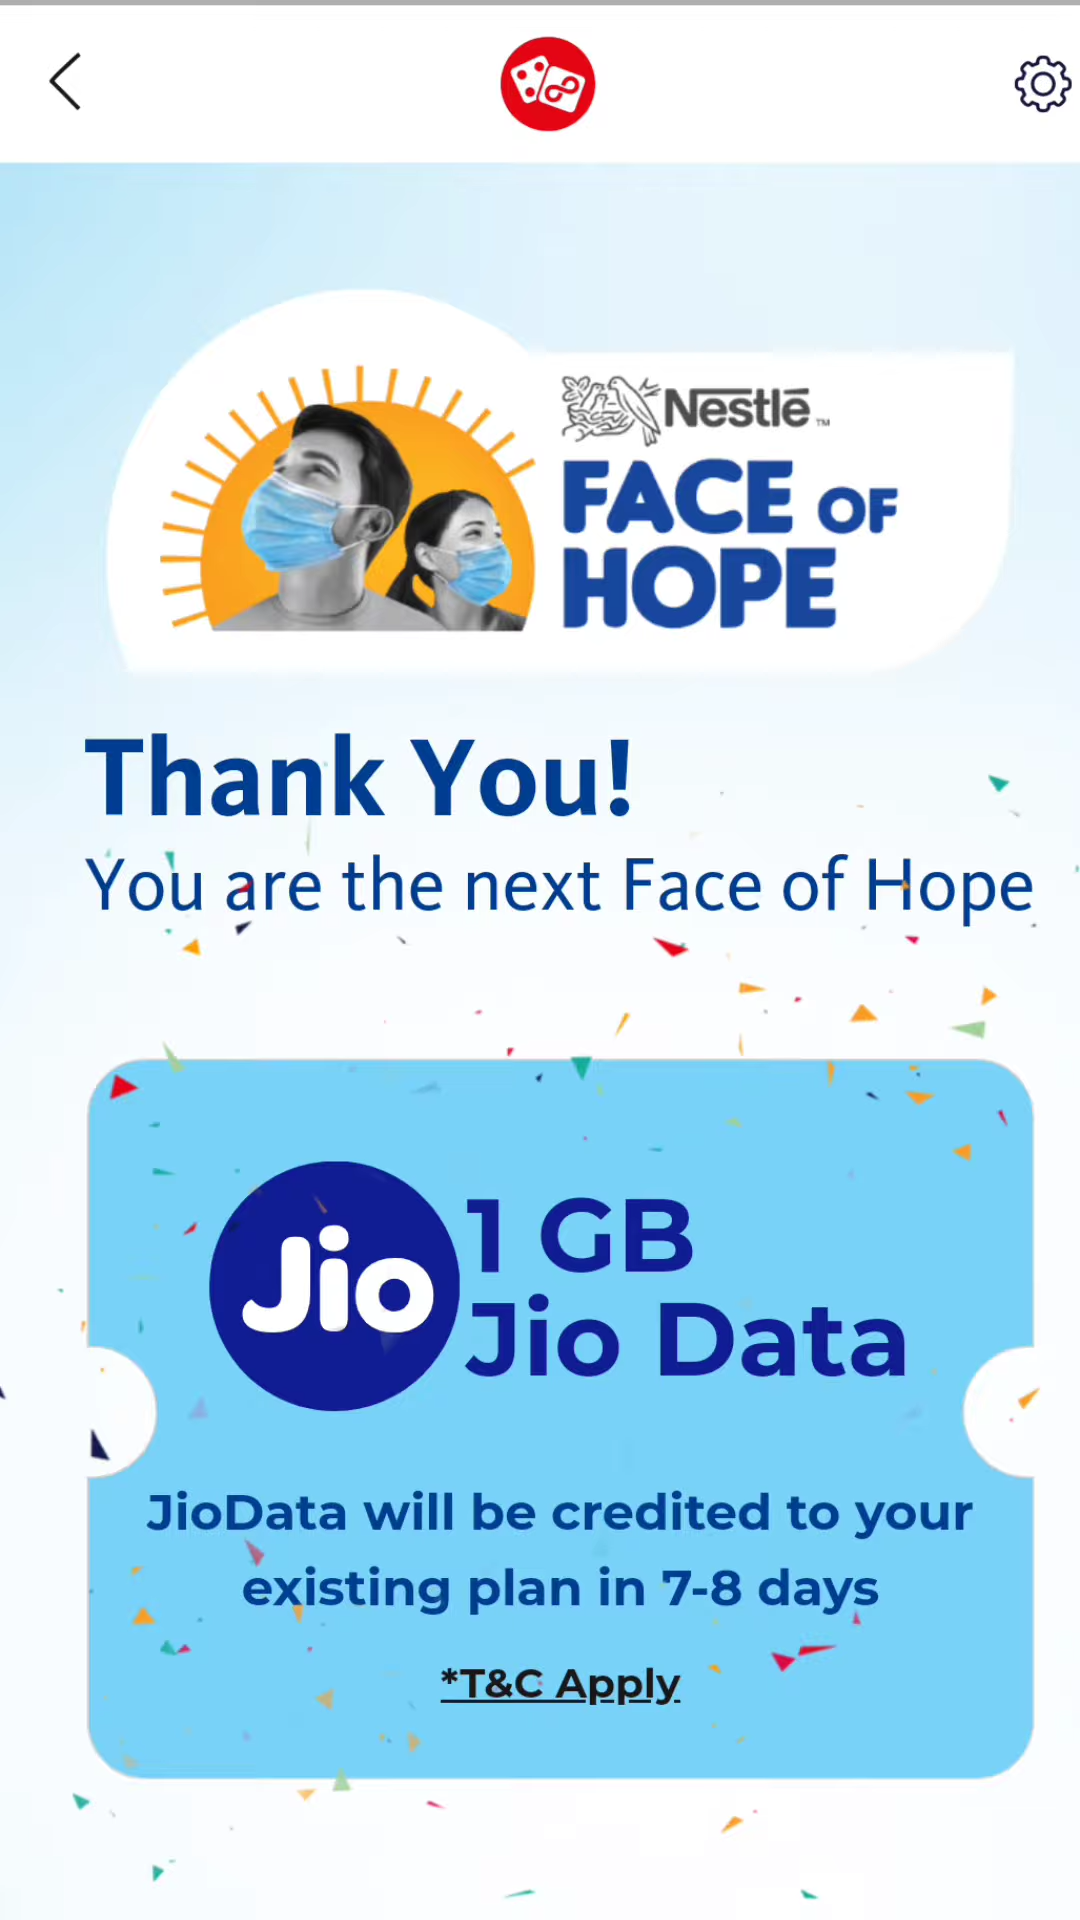 Nestlé
TM
FACE OF
HOPE
Thank You!
You are the next Face of Hope
Jio
1 GB
Jio Data
JioData will be credited to your
existing plan in 7-8 days
*T&C Apply